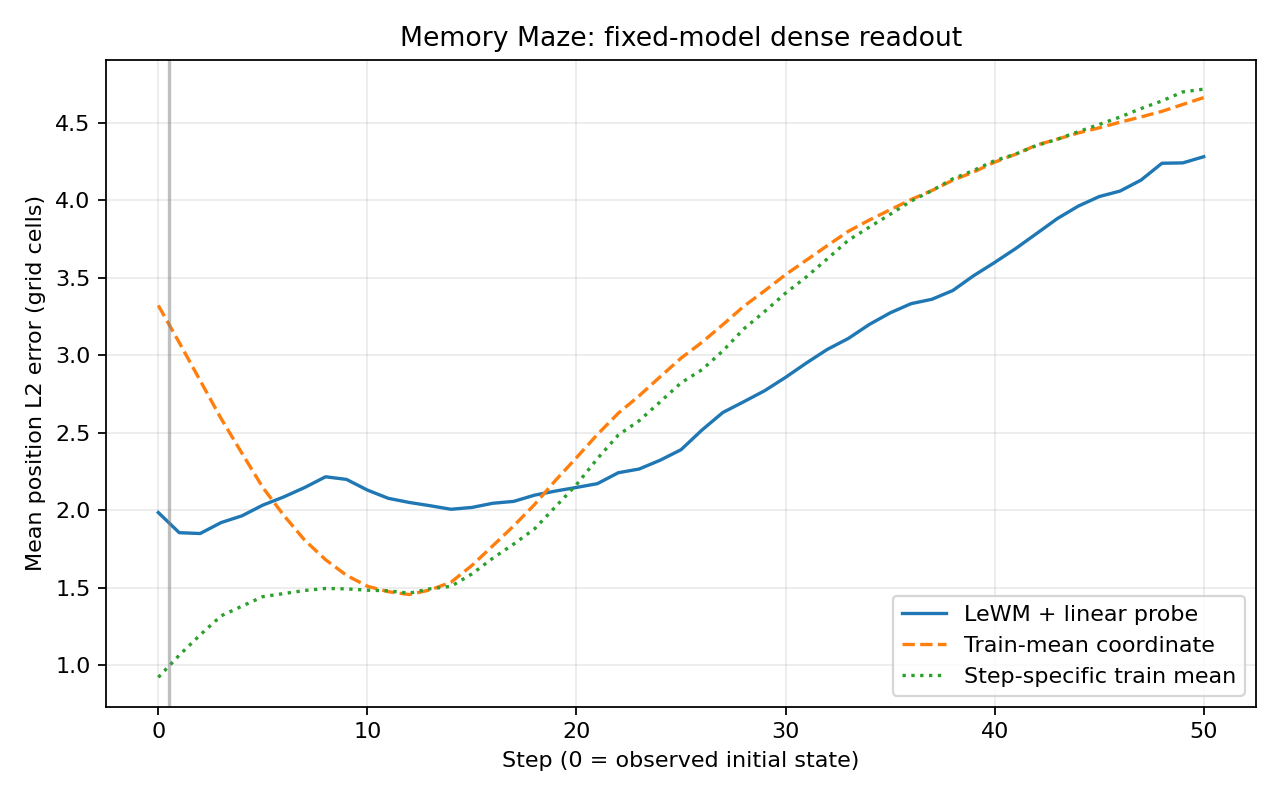 Memory Maze: fixed-model dense readout
Mean position L2 error (grid cells)
4.5
4.0
3.5
3.0
2.5
2.0
1.5
1.0
LeWM + linear probe
Train-mean coordinate
Step-specific train mean
0 10 20 30 40 50
Step (0 = observed initial state)